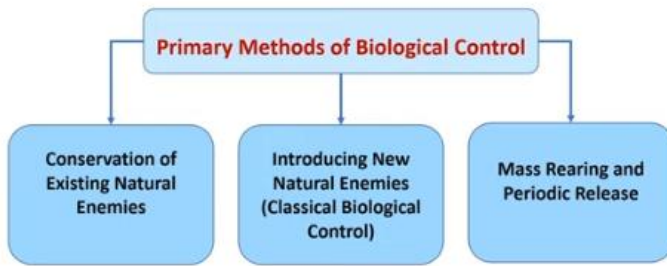 Primary Methods of Biological Control
Conservation of
Existing Natural
Enemies
Introducing New
Natural Enemies
(Classical Biological
Control)
Mass Rearing and
Periodic Release